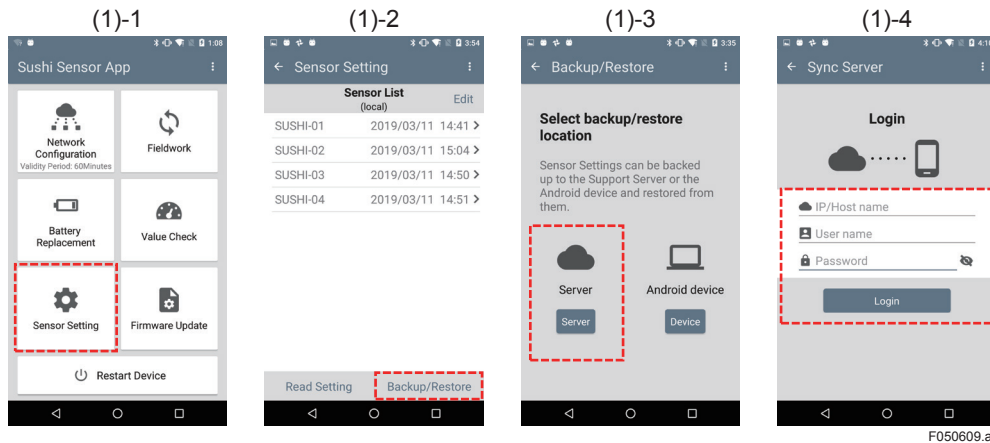 (1)-1
1:08
Sushi Sensor App
Network
Configuration
Validity Period: 60Minutes
Fieldwork
Battery
Replacement
Value Check
Sensor Setting
Firmware Update
Restart Device
(1)-2
3:54
Sensor Setting
Sensor List
(local)
Edit
SUSHI-01 2019/03/11 14:41
SUSHI-02 2019/03/11 15:04
SUSHI-03 2019/03/11 14:50
SUSHI-04 2019/03/11 14:51
Read Setting Backup/Restore
(1)-3
3:35
Backup/Restore
Select backup/restore
location
Sensor Settings can be backed
up to the Support Server or the
Android device and restored from
them.
Server Android device
Server Device
(1)-4
Sync Server
Login
IP/Host name
User name
Password
Login